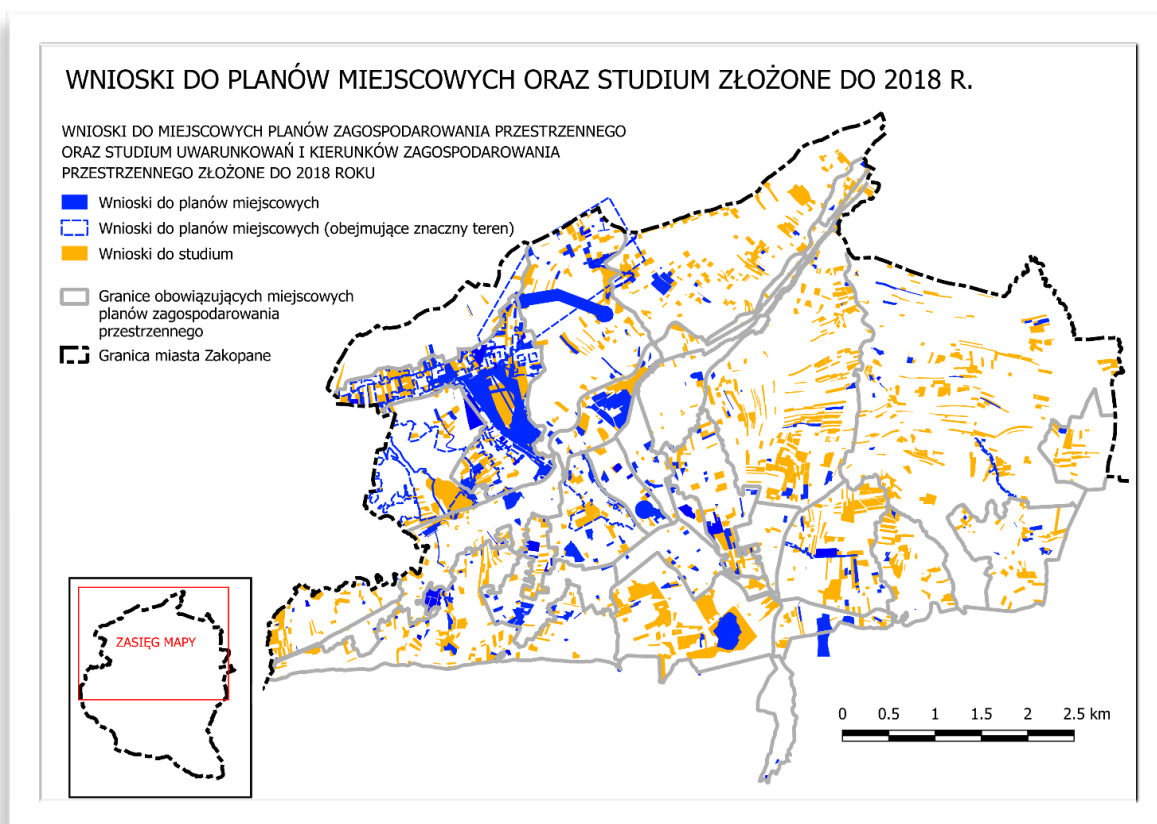 WNIOSKI DO PLANÓW MIEJSCOWYCH ORAZ STUDIUM ZŁOŻONE DO 2018 R.
WNIOSKI DO MIEJSCOWYCH PLANÓW ZAGOSPODAROWANIA PRZESTRZENNEGO
ORAZ STUDIUM UWARUNKOWAŃ I KIERUNKÓW ZAGOSPODAROWANIA
PRZESTRZENNEGO ZŁOŻONE DO 2018 ROKU
Wnioski do planów miejscowych
Wnioski do planów miejscowych (obejmujące znaczny teren)
Wnioski do studium
Granice obowiązujących miejscowych
planów zagospodarowania
przestrzennego
Granica miasta Zakopane
ZASIĘG MAPY
0 0.5 1 1.5 2 2.5 km